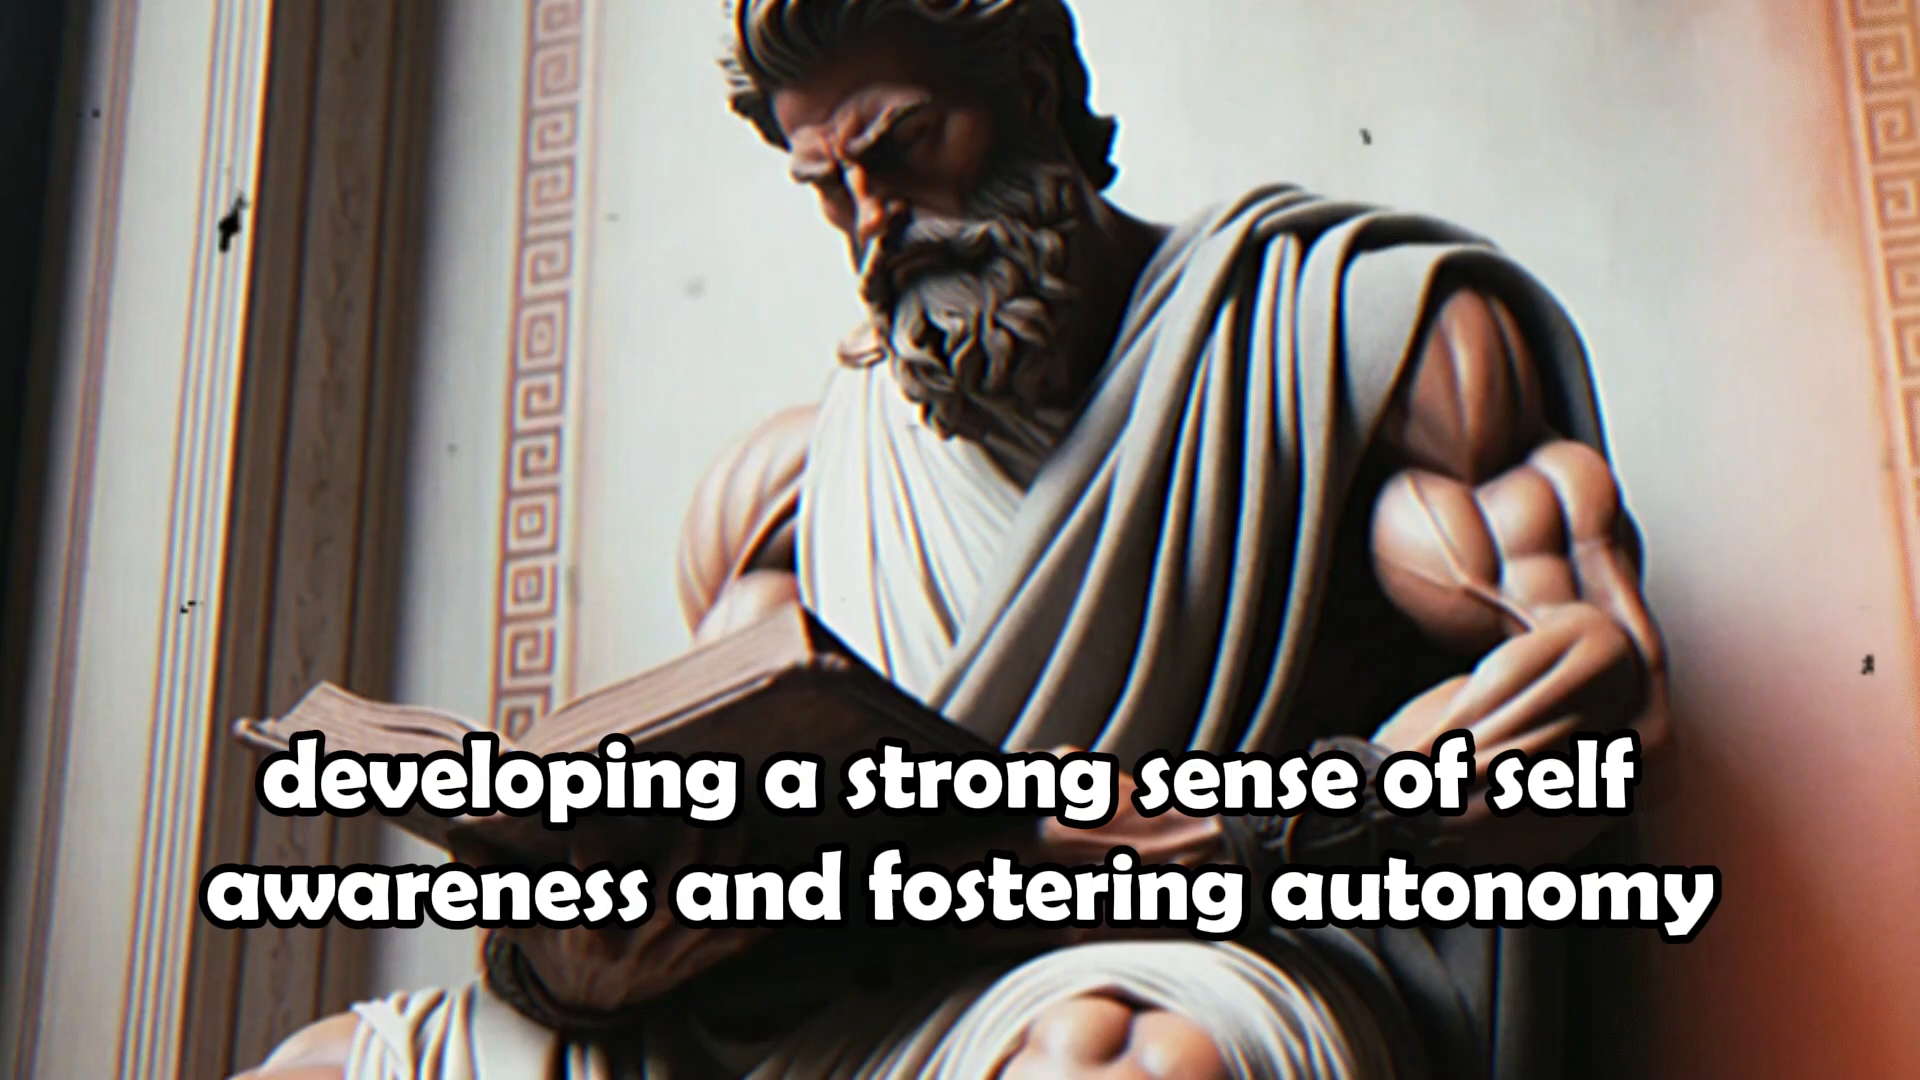 developing a strong sense of self
awareness and fostering autonomy